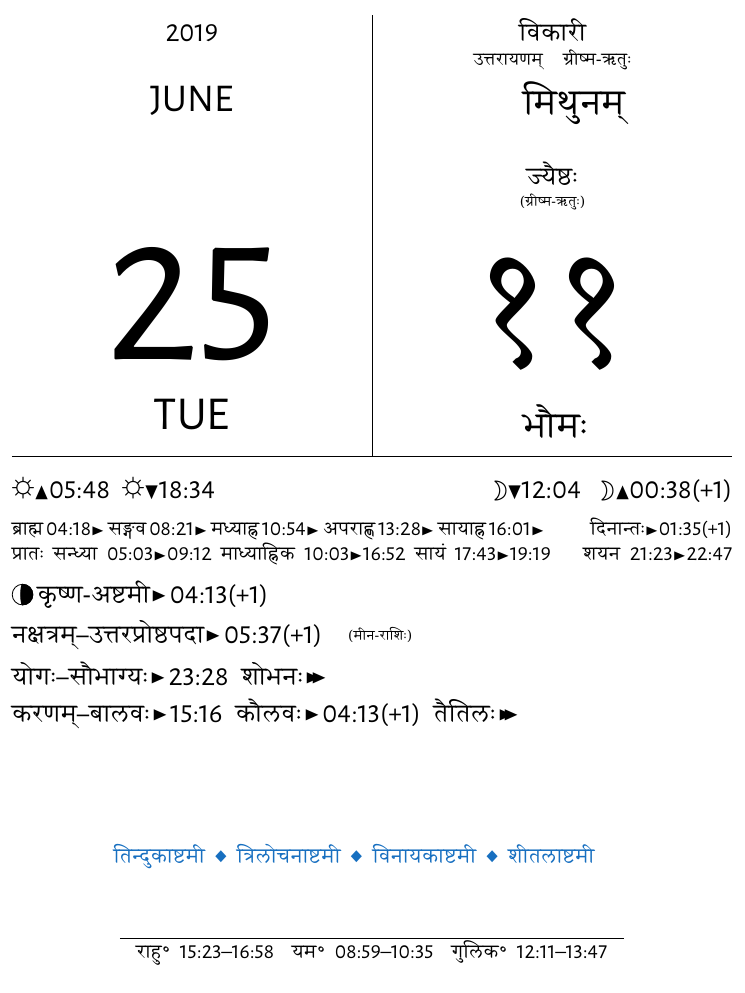 2019
JUNE
25
TUE
विकारी
उत्तरायणम् ग्रीष्म-ऋतुः
मिथुनम्
ज्यैष्ठः
(ग्रीष्म-ऋतुः)
११
भौमः
☼▲05:48 ☼▼18:34 ☽▼12:04 ☽▲00:38(+1)
ब्राह्म 04:18► सङ्गव 08:21► मध्याह्न 10:54► अपराह्ण 13:28► सायाह्न 16:01► दिनान्तः►01:35(+1)
प्रातः सन्ध्या 05:03►09:12 माध्याह्निक 10:03►16:52 सायं 17:43►19:19 शयन 21:23►22:47
कृष्ण-अष्टमी► 04:13(+1)
नक्षत्रम्–उत्तरप्रोष्ठपदा► 05:37(+1) (मीन-राशिः)
योगः–सौभाग्यः►23:28 शोभनः►►
करणम्–बालवः►15:16 कौलवः►04:13(+1) तैतिलः►►
तिन्दुकाष्टमी ◆ त्रिलोचनाष्टमी ◆ विनायकाष्टमी ◆ शीतलाष्टमी
राहु° 15:23–16:58 यम° 08:59–10:35 गुलिक° 12:11–13:47